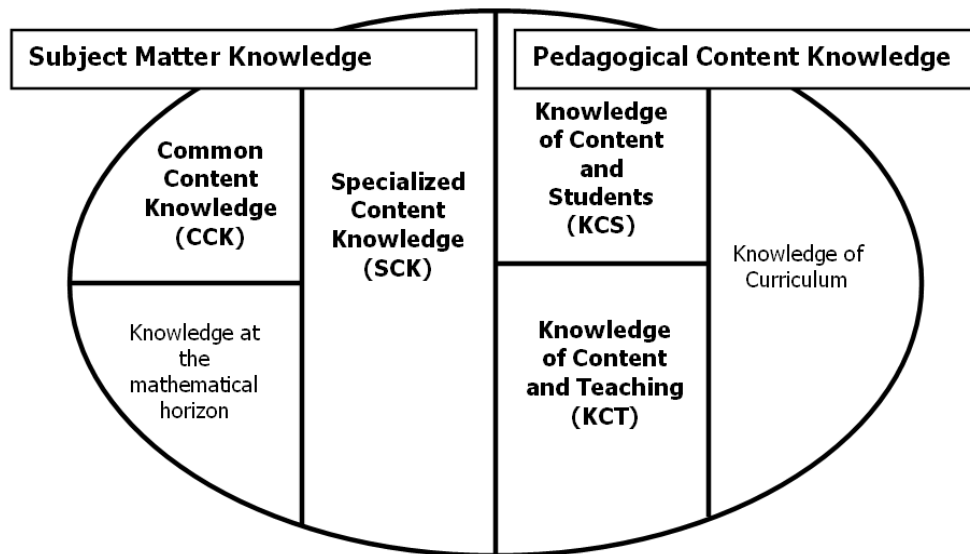 Subject Matter Knowledge
Pedagogical Content Knowledge
Common
Content
Knowledge
(CCK)
Knowledge at
the
mathematical
horizon
Specialized
Content
Knowledge
(SCK)
Knowledge
of Content
and
Students
(KCS)
Knowledge
of Content
and Teaching
(KCT)
Knowledge of
Curriculum